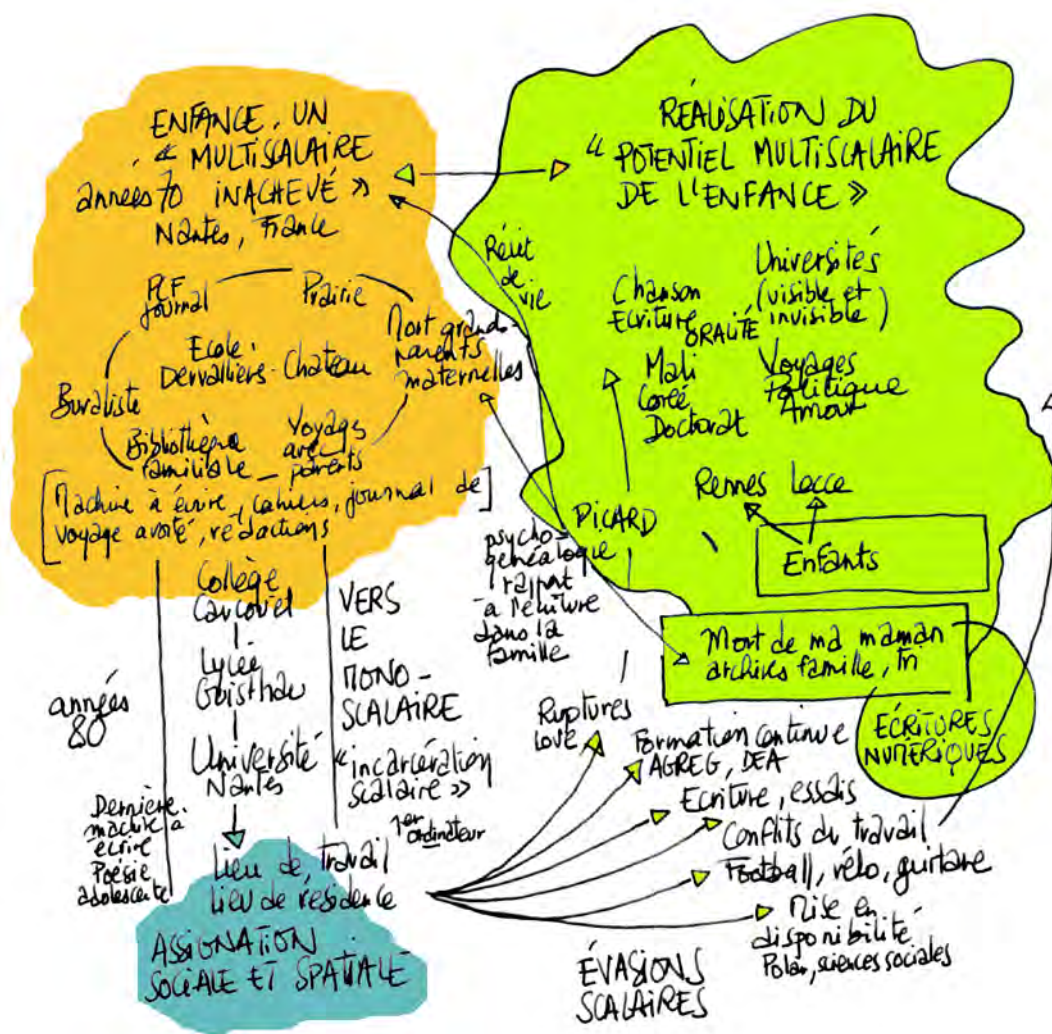 ENFANCE, UN
« MULTISCALAIRE
années 70 INACHEVÉ »
Nantes, France
PCF
Journal
Prairie
Mort grands-
parents
maternelles
Ecole
Dervallières - Chateau
Buraliste
Bibliothèque
familiale
Voyages
avec
parents
[Machine à écrire, cahiers, journal de
voyage avorté, rédactions]
Collège
Lycée
Guisthau
Université
Nantes
années
80
VERS
LE
MONO-
SCALAIRE
« incarcération
scalaire »
1er
ordinateur
Dernière
machine à
écrire
Poésie
adolescente
Lieu de travail
Lieu de résidence
ASSIGNATION
SOCIALE ET SPATIALE
RÉALISATION DU
« POTENTIEL MULTISCALAIRE
DE L'ENFANCE »
Récit
de
vie
Chanson
Ecriture
ORALITÉ
Universités
(visible et
invisible)
Mali
Corée
Doctorat
Voyages
Politique
Amour
Rennes Lecce
Enfants
PICARD
psycho-
généalogie
rapport
à l'écriture
dans la
famille
Mort de ma maman
archives famille,
ÉCRITURES
NUMÉRIQUES
Ruptures
Love
Formation continue
AGREG, DEA
Ecriture, essais
Conflits du travail
Football, vélo, guitare
Mise en
disponibilité
Polar, sciences sociales
ÉVASIONS
SCALAIRES